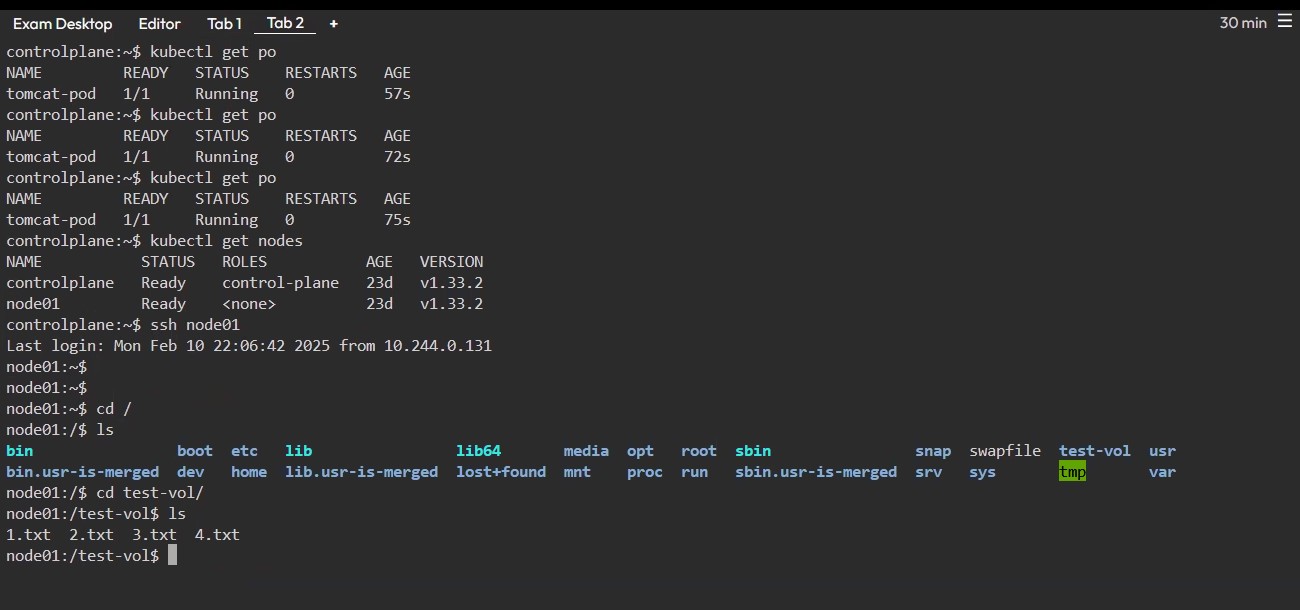 Exam Desktop Editor Tab 1 Tab 2 + 30 min ☰
controlplane:~$ kubectl get po
NAME         READY   STATUS    RESTARTS   AGE
tomcat-pod   1/1     Running   0          57s
controlplane:~$ kubectl get po
NAME         READY   STATUS    RESTARTS   AGE
tomcat-pod   1/1     Running   0          72s
controlplane:~$ kubectl get po
NAME         READY   STATUS    RESTARTS   AGE
tomcat-pod   1/1     Running   0          75s
controlplane:~$ kubectl get nodes
NAME           STATUS   ROLES           AGE   VERSION
controlplane   Ready    control-plane   23d   v1.33.2
node01         Ready    <none>          23d   v1.33.2
controlplane:~$ ssh node01
Last login: Mon Feb 10 22:06:42 2025 from 10.244.0.131
node01:~$
node01:~$
node01:~$ cd /
node01:/$ ls
bin                boot  etc   lib                lib64       media  opt   root  sbin                snap  swapfile  test-vol  usr
bin.usr-is-merged  dev   home  lib.usr-is-merged  lost+found  mnt    proc  run   sbin.usr-is-merged  srv   sys       tmp       var
node01:/$ cd test-vol/
node01:/test-vol$ ls
1.txt  2.txt  3.txt  4.txt
node01:/test-vol$